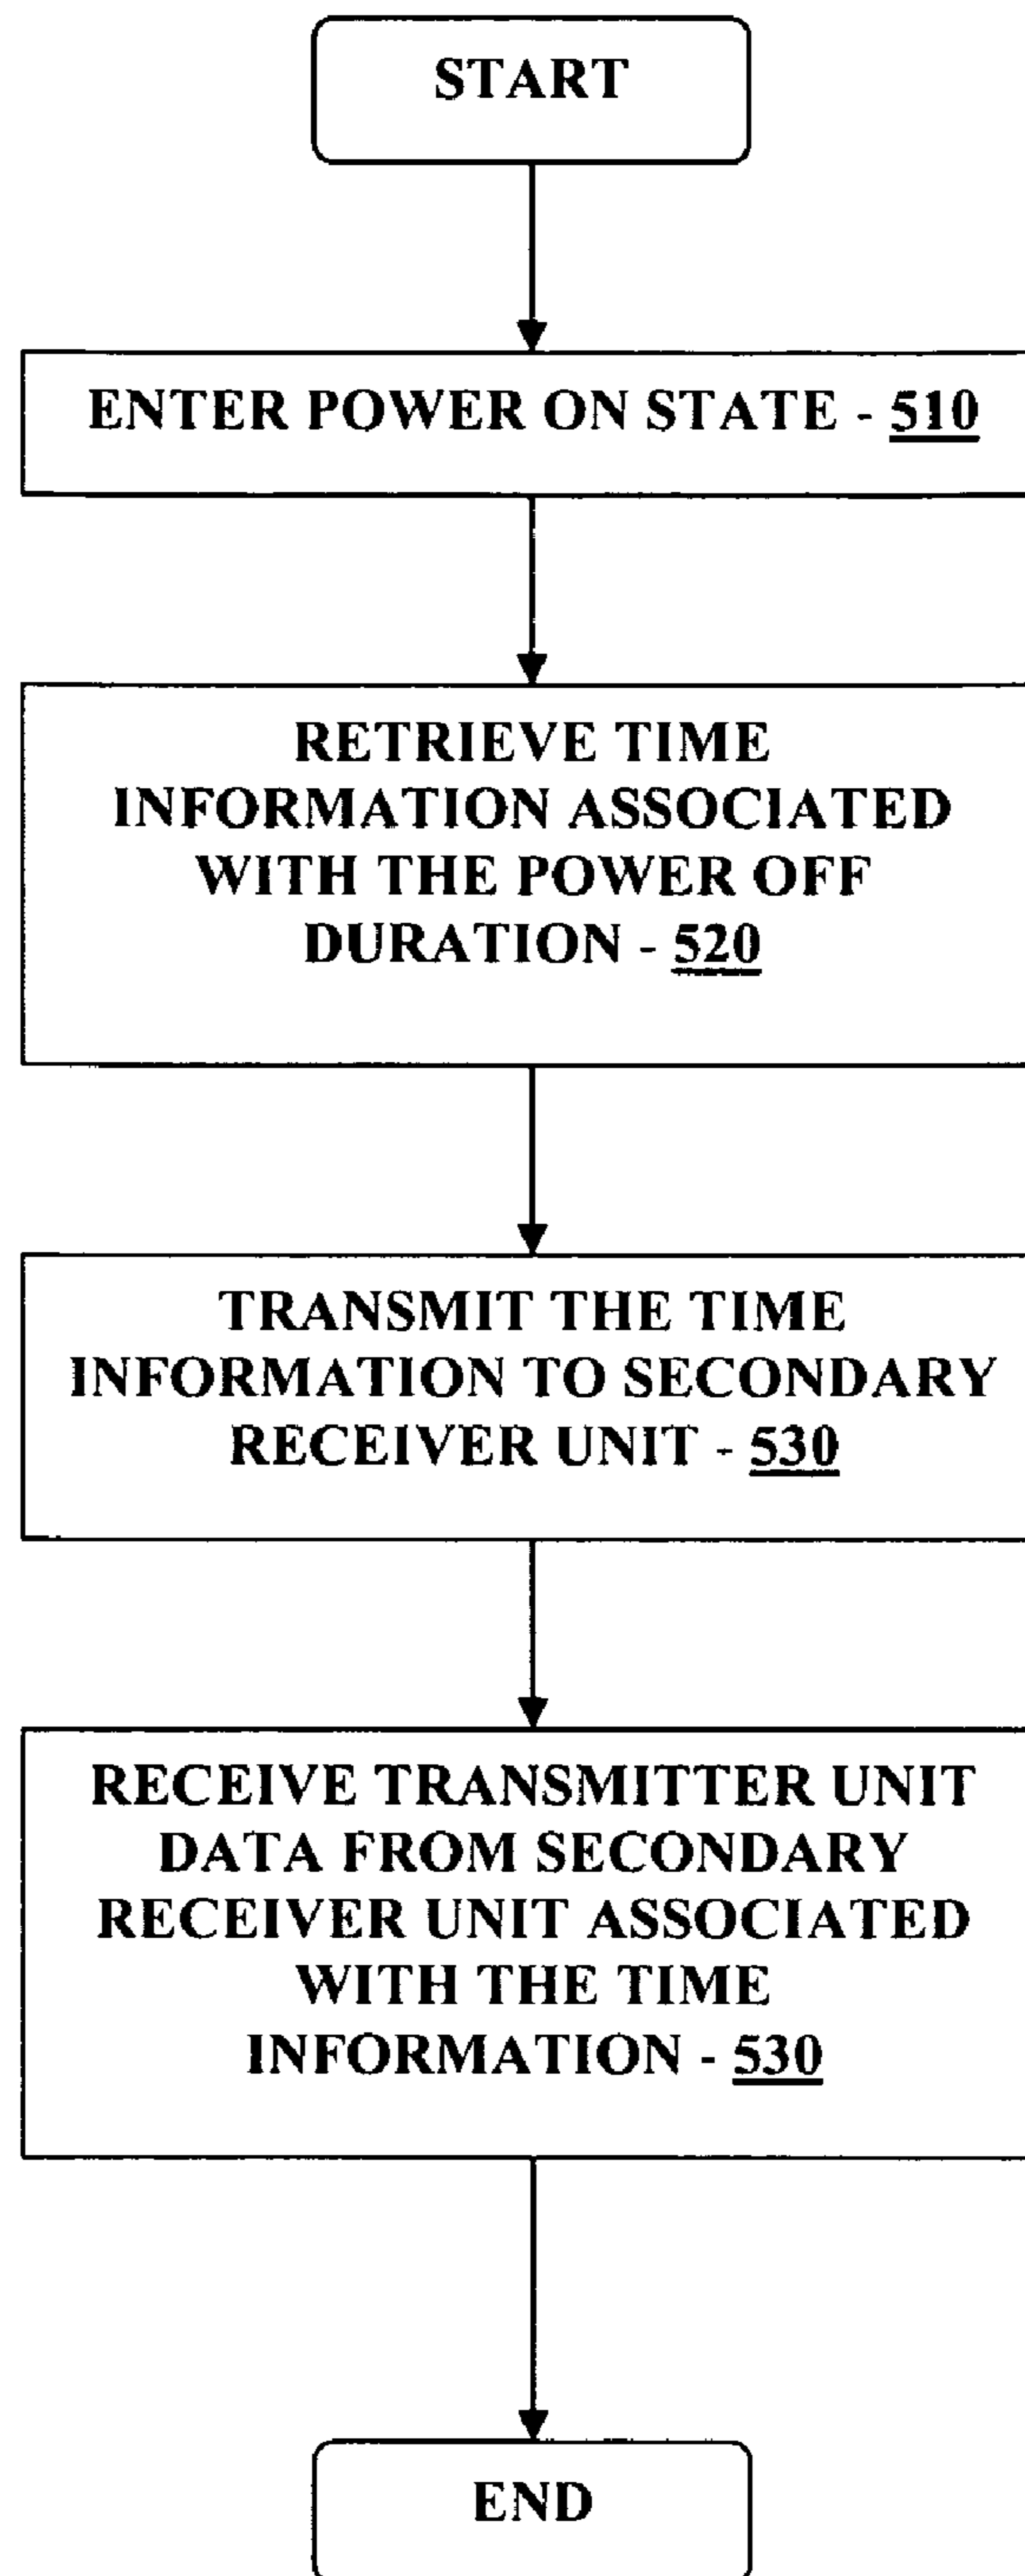 START
ENTER POWER ON STATE - 510
RETRIEVE TIME
INFORMATION ASSOCIATED
WITH THE POWER OFF
DURATION - 520
TRANSMIT THE TIME
INFORMATION TO SECONDARY
RECEIVER UNIT - 530
RECEIVE TRANSMITTER UNIT
DATA FROM SECONDARY
RECEIVER UNIT ASSOCIATED
WITH THE TIME
INFORMATION - 530
END